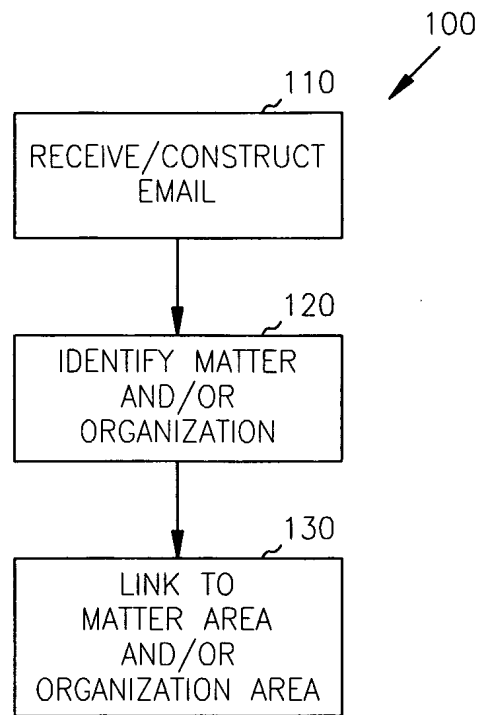 100
110
RECEIVE/CONSTRUCT
EMAIL
120
IDENTIFY MATTER
AND/OR
ORGANIZATION
130
LINK TO
MATTER AREA
AND/OR
ORGANIZATION AREA